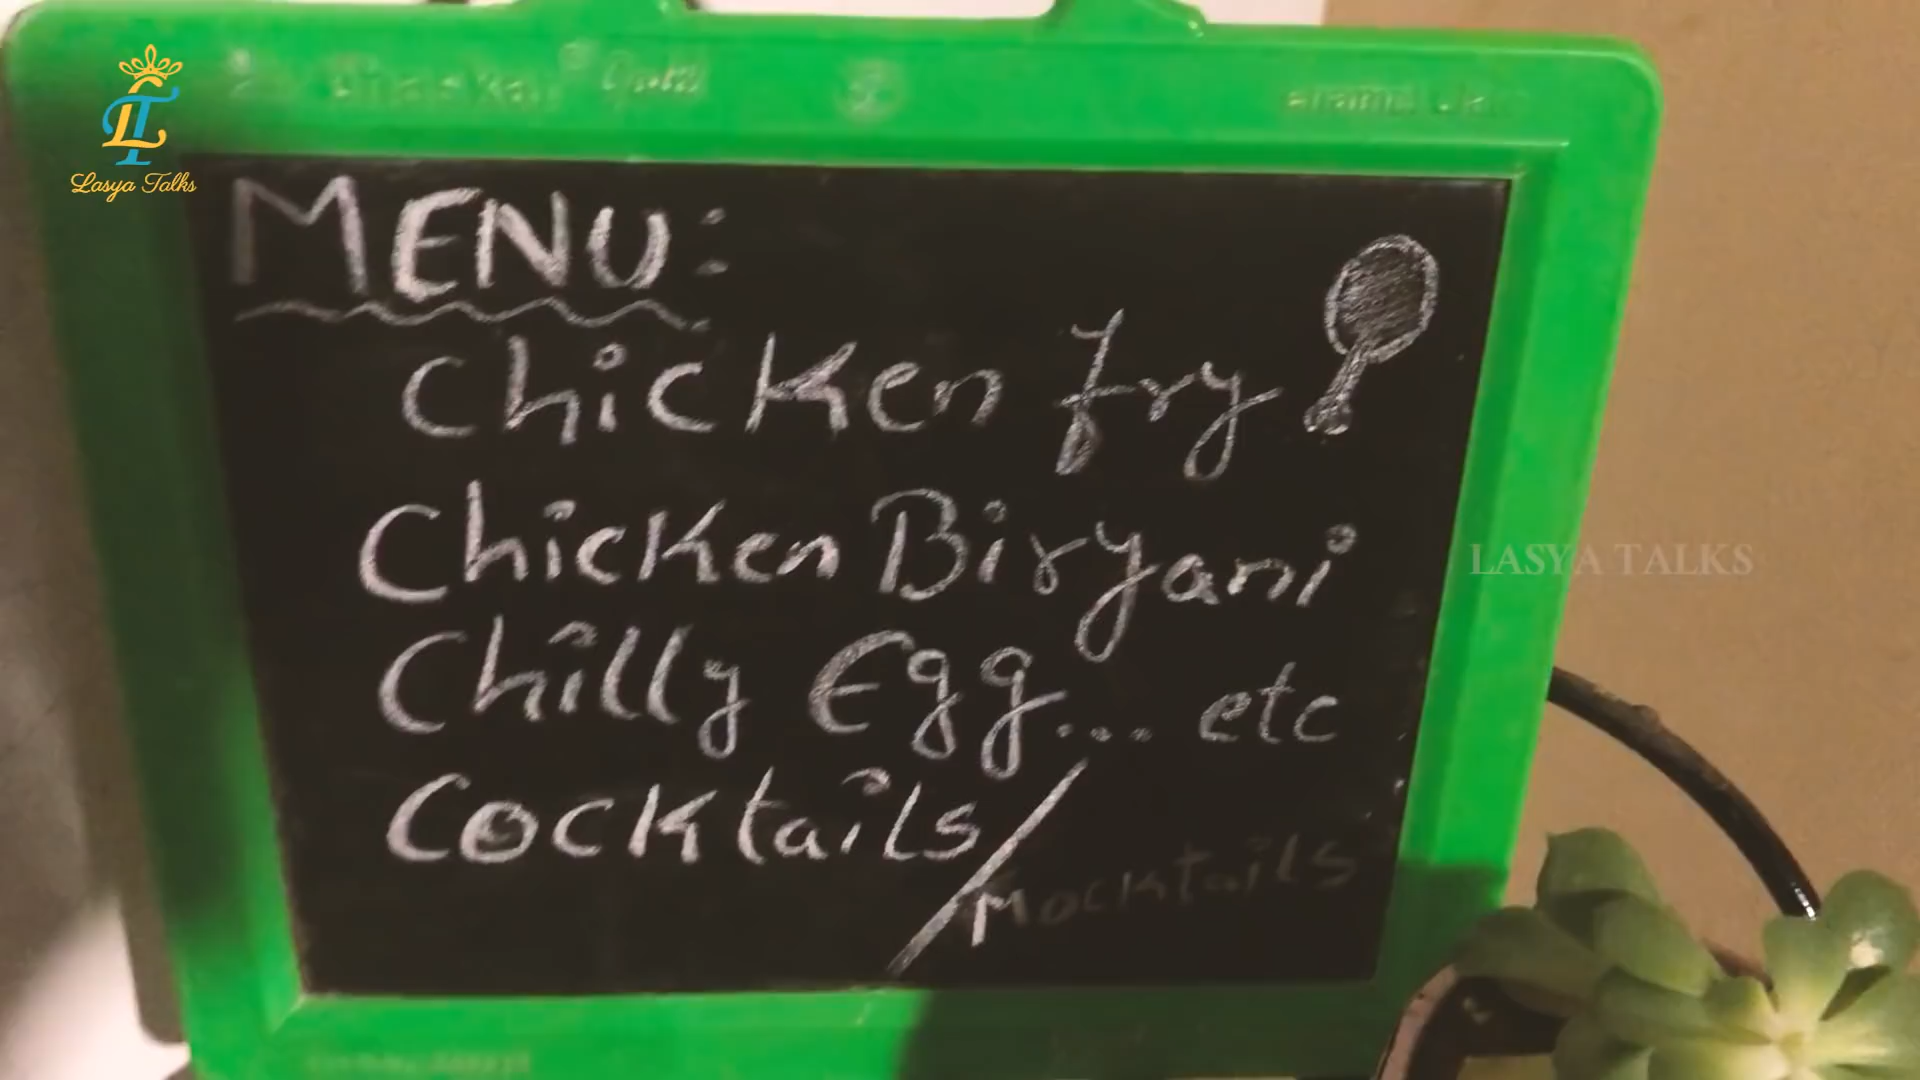 Lasya Talks
MENU:
Chicken fry
Chicken Biryani
LASYA TALKS
Chilly Egg... etc
Cocktails/
Mocktails